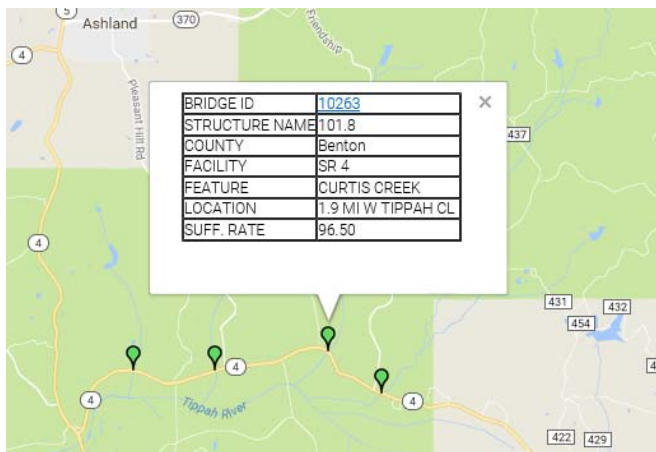 5
Ashland
370
Friendship
4
Pleasant Hill Rd
BRIDGE ID 10263
STRUCTURE NAME 101.8
COUNTY Benton
FACILITY SR 4
FEATURE CURTIS CREEK
LOCATION 1.9 MI W TIPPAH CL
SUFF. RATE 96.50
437
4
431
432
454
4
4
4
Tippah River
4
422
429